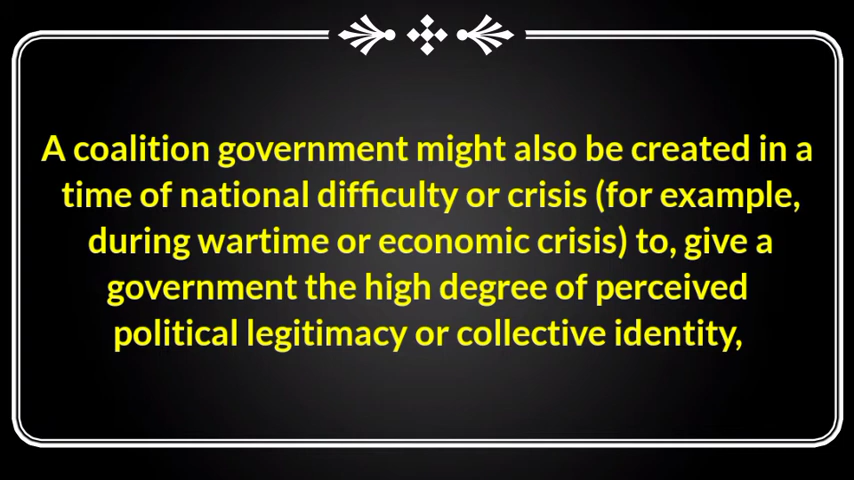 A coalition government might also be created in a
time of national difficulty or crisis (for example,
during wartime or economic crisis) to, give a
government the high degree of perceived
political legitimacy or collective identity,